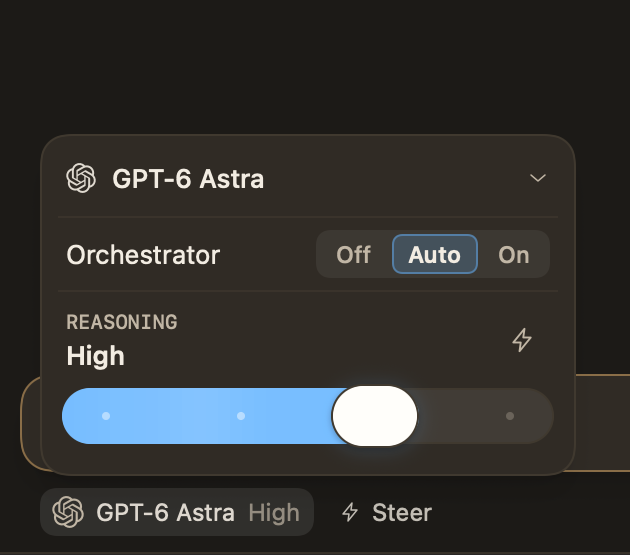 GPT-6 Astra
Orchestrator Off Auto On
REASONING
High
GPT-6 Astra High Steer